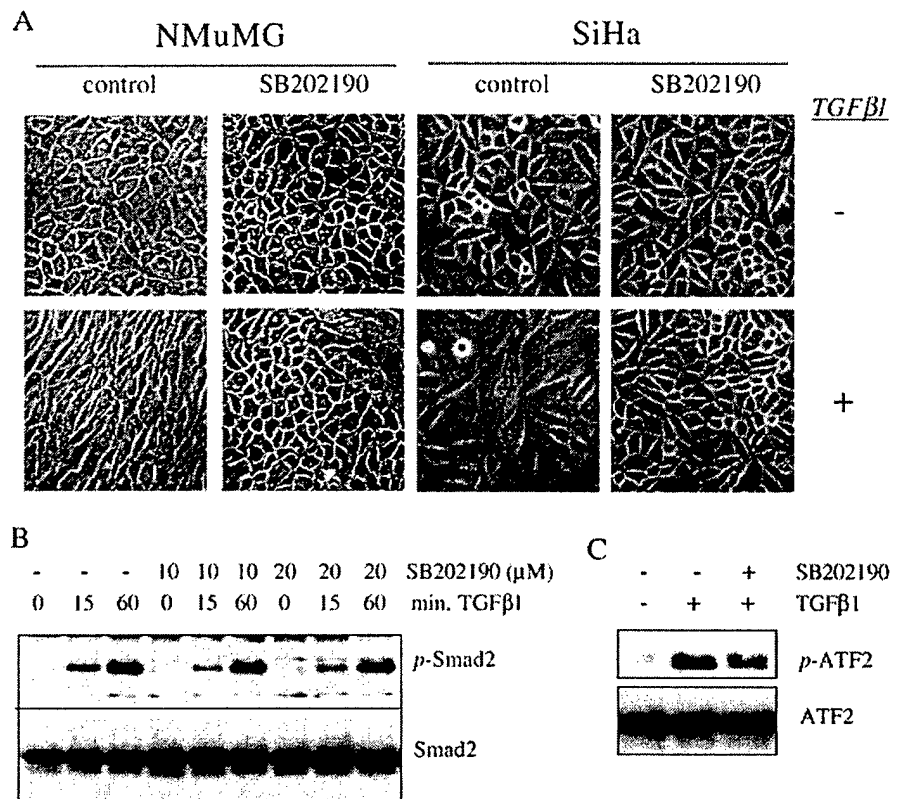 A
NMuMG SiHa
control SB202190 control SB202190
TGFβ1
-
+
B
- - - 10 10 10 20 20 20 SB202190 (µM)
0 15 60 0 15 60 0 15 60 min. TGFβ1
p-Smad2
Smad2
C
- - + SB202190
- + + TGFβ1
p-ATF2
ATF2